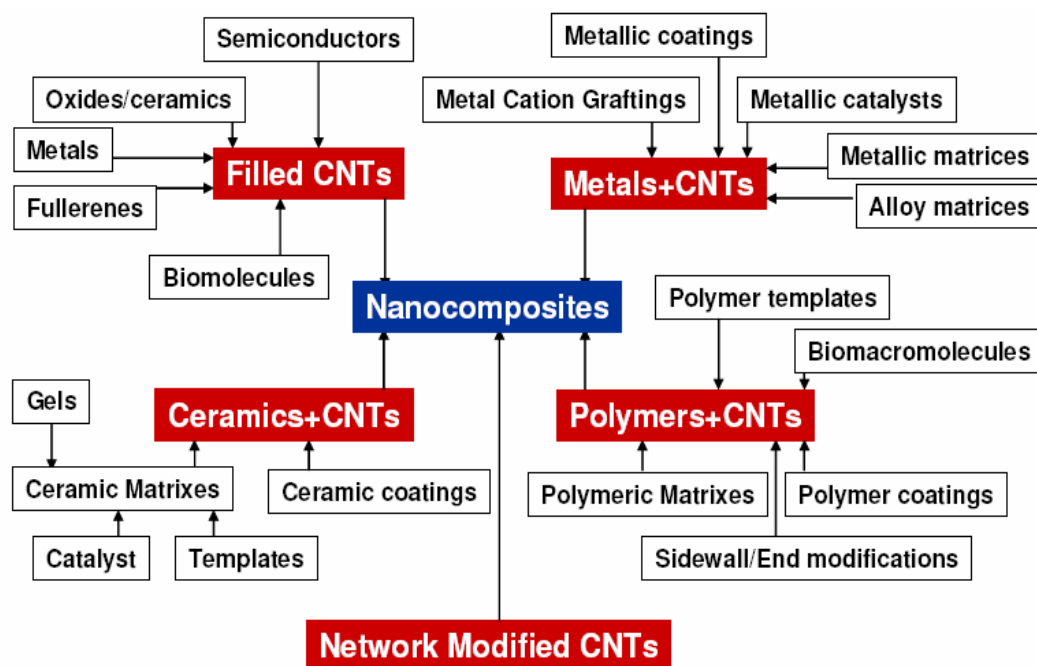 Semiconductors
Metallic coatings
Oxides/ceramics
Metal Cation Graftings
Metallic catalysts
Metals
Filled CNTs
Metals+CNTs
Metallic matrices
Fullerenes
Alloy matrices
Biomolecules
Nanocomposites
Polymer templates
Biomacromolecules
Gels
Ceramics+CNTs
Polymers+CNTs
Ceramic Matrixes
Ceramic coatings
Polymeric Matrixes
Polymer coatings
Catalyst
Templates
Sidewall/End modifications
Network Modified CNTs